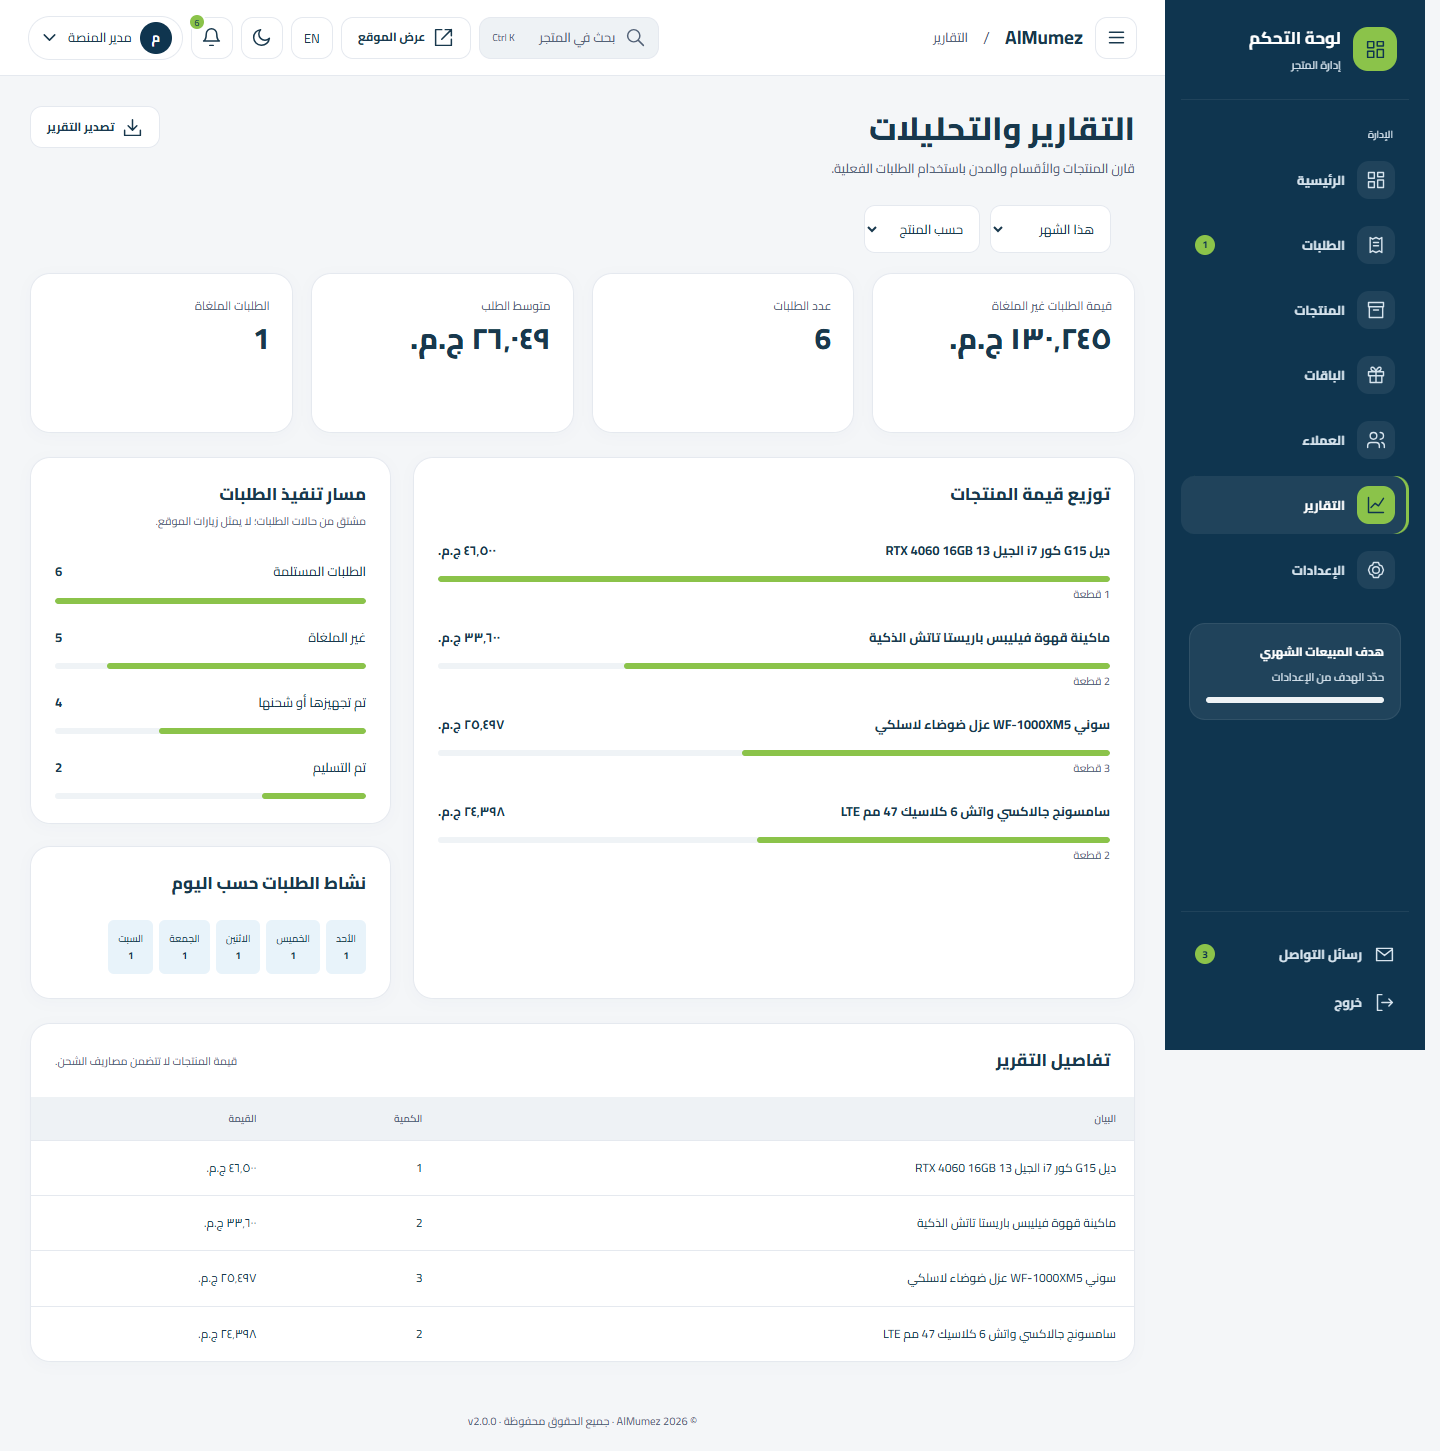 لوحة التحكم
إدارة المتجر
الإدارة
الرئيسية
الطلبات 1
المنتجات
الباقات
العملاء
التقارير
الإعدادات
هدف المبيعات الشهري
حدّد الهدف من الإعدادات
رسائل التواصل 3
خروج
AlMumez / التقارير
بحث في المتجر Ctrl K
عرض الموقع
EN
6
م مدير المنصة
التقارير والتحليلات
قارن المنتجات والأقسام والمدن باستخدام الطلبات الفعلية.
تصدير التقرير
هذا الشهر
حسب المنتج
قيمة الطلبات غير الملغاة
١٣٠٬٢٤٥ ج.م.
عدد الطلبات
6
متوسط الطلب
٢٦٬٠٤٩ ج.م.
الطلبات الملغاة
1
توزيع قيمة المنتجات
ديل G15 كور i7 الجيل 13 RTX 4060 16GB ٤٦٬٥٠٠ ج.م.
1 قطعة
ماكينة قهوة فيليبس باريستا تاتش الذكية ٣٣٬٦٠٠ ج.م.
2 قطعة
سوني WF-1000XM5 عزل ضوضاء لاسلكي ٢٥٬٤٩٧ ج.م.
3 قطعة
سامسونج جالاكسي واتش 6 كلاسيك 47 مم LTE ٢٤٬٣٩٨ ج.م.
2 قطعة
مسار تنفيذ الطلبات
مشتق من حالات الطلبات؛ لا يمثل زيارات الموقع.
الطلبات المستلمة 6
غير الملغاة 5
تم تجهيزها أو شحنها 4
تم التسليم 2
نشاط الطلبات حسب اليوم
الأحد الخميس الاثنين الجمعة السبت
1 1 1 1 1
تفاصيل التقرير
قيمة المنتجات لا تتضمن مصاريف الشحن.
البيان الكمية القيمة
ديل G15 كور i7 الجيل 13 RTX 4060 16GB 1 ٤٦٬٥٠٠ ج.م.
ماكينة قهوة فيليبس باريستا تاتش الذكية 2 ٣٣٬٦٠٠ ج.م.
سوني WF-1000XM5 عزل ضوضاء لاسلكي 3 ٢٥٬٤٩٧ ج.م.
سامسونج جالاكسي واتش 6 كلاسيك 47 مم LTE 2 ٢٤٬٣٩٨ ج.م.
© 2026 AlMumez · جميع الحقوق محفوظة · v2.0.0